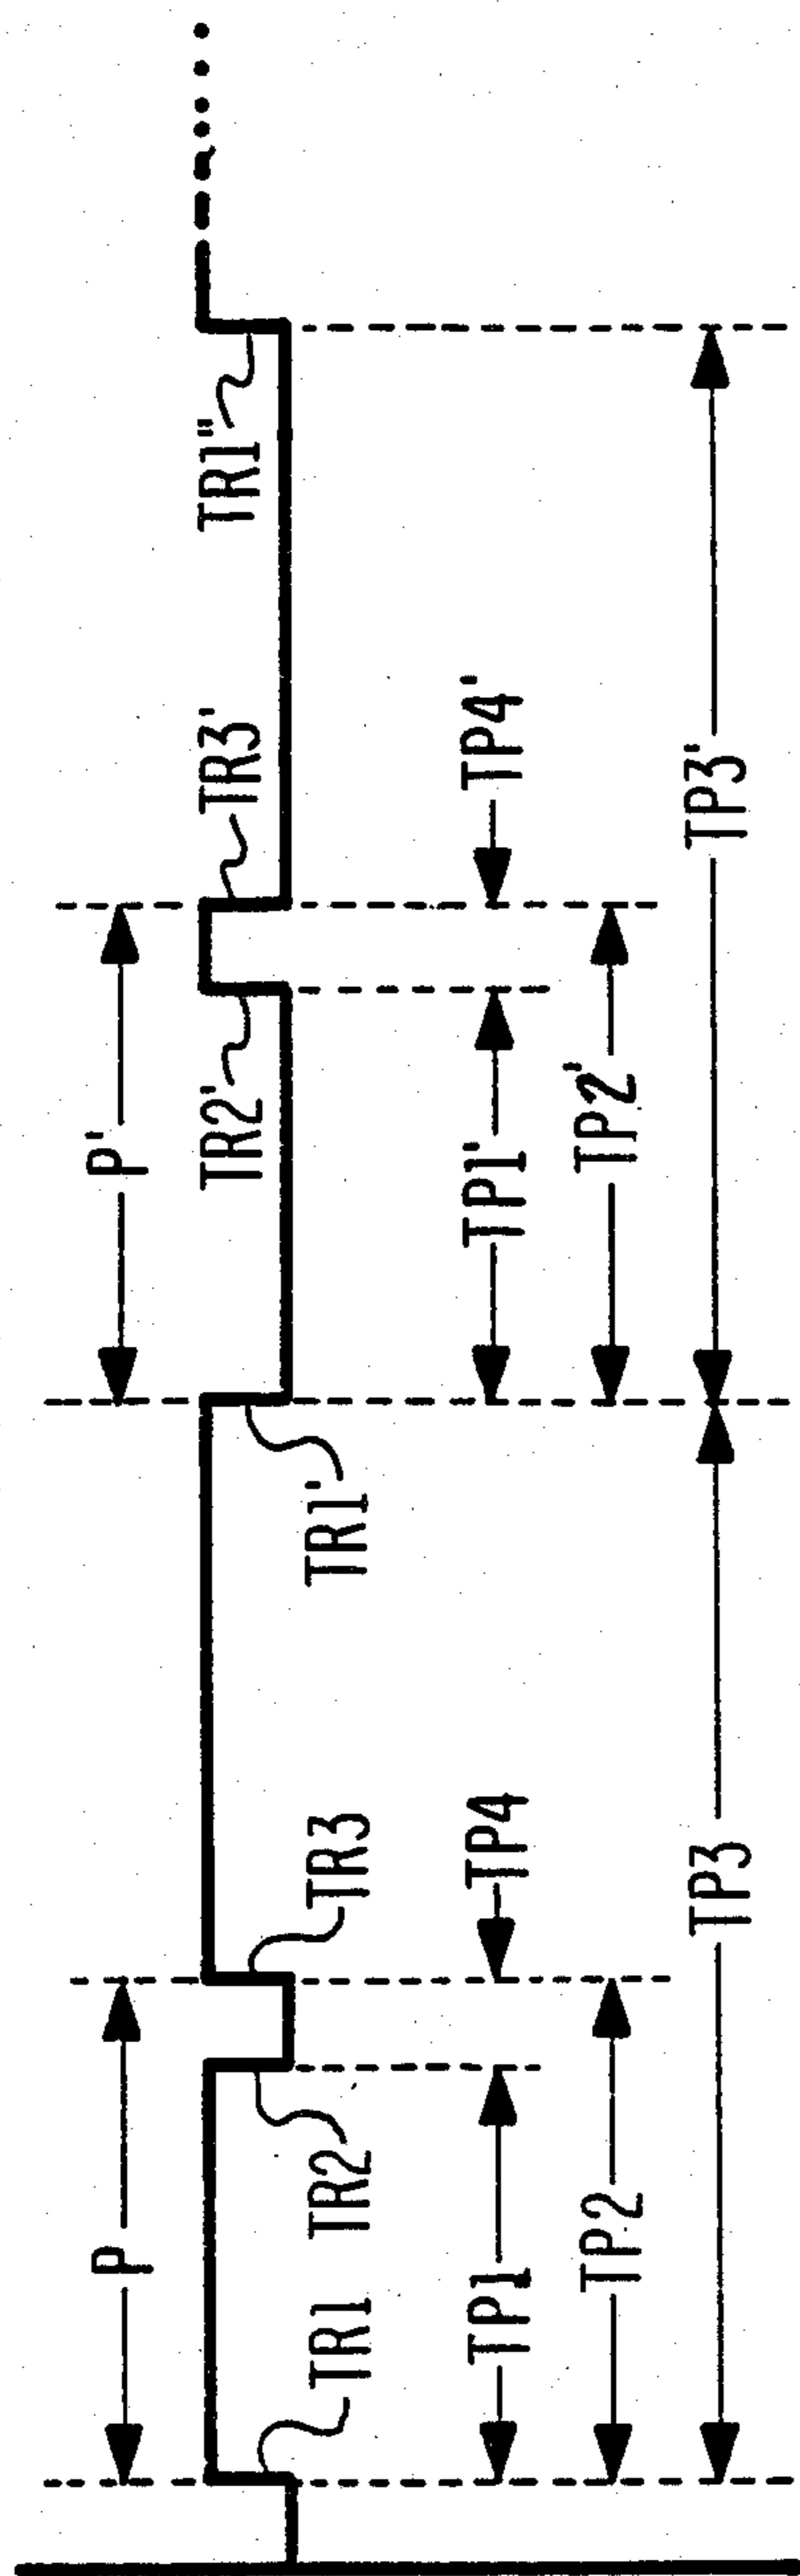 P
P'
TR2'
TR3'
TR1"
TR1
TR2
TR3
TR1'
TP1
TP4
TP1'
TP4'
TP2
TP2'
TP3
TP3'